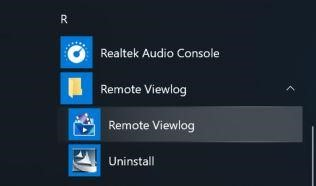 R
Realtek Audio Console
Remote Viewlog
Remote Viewlog
Uninstall